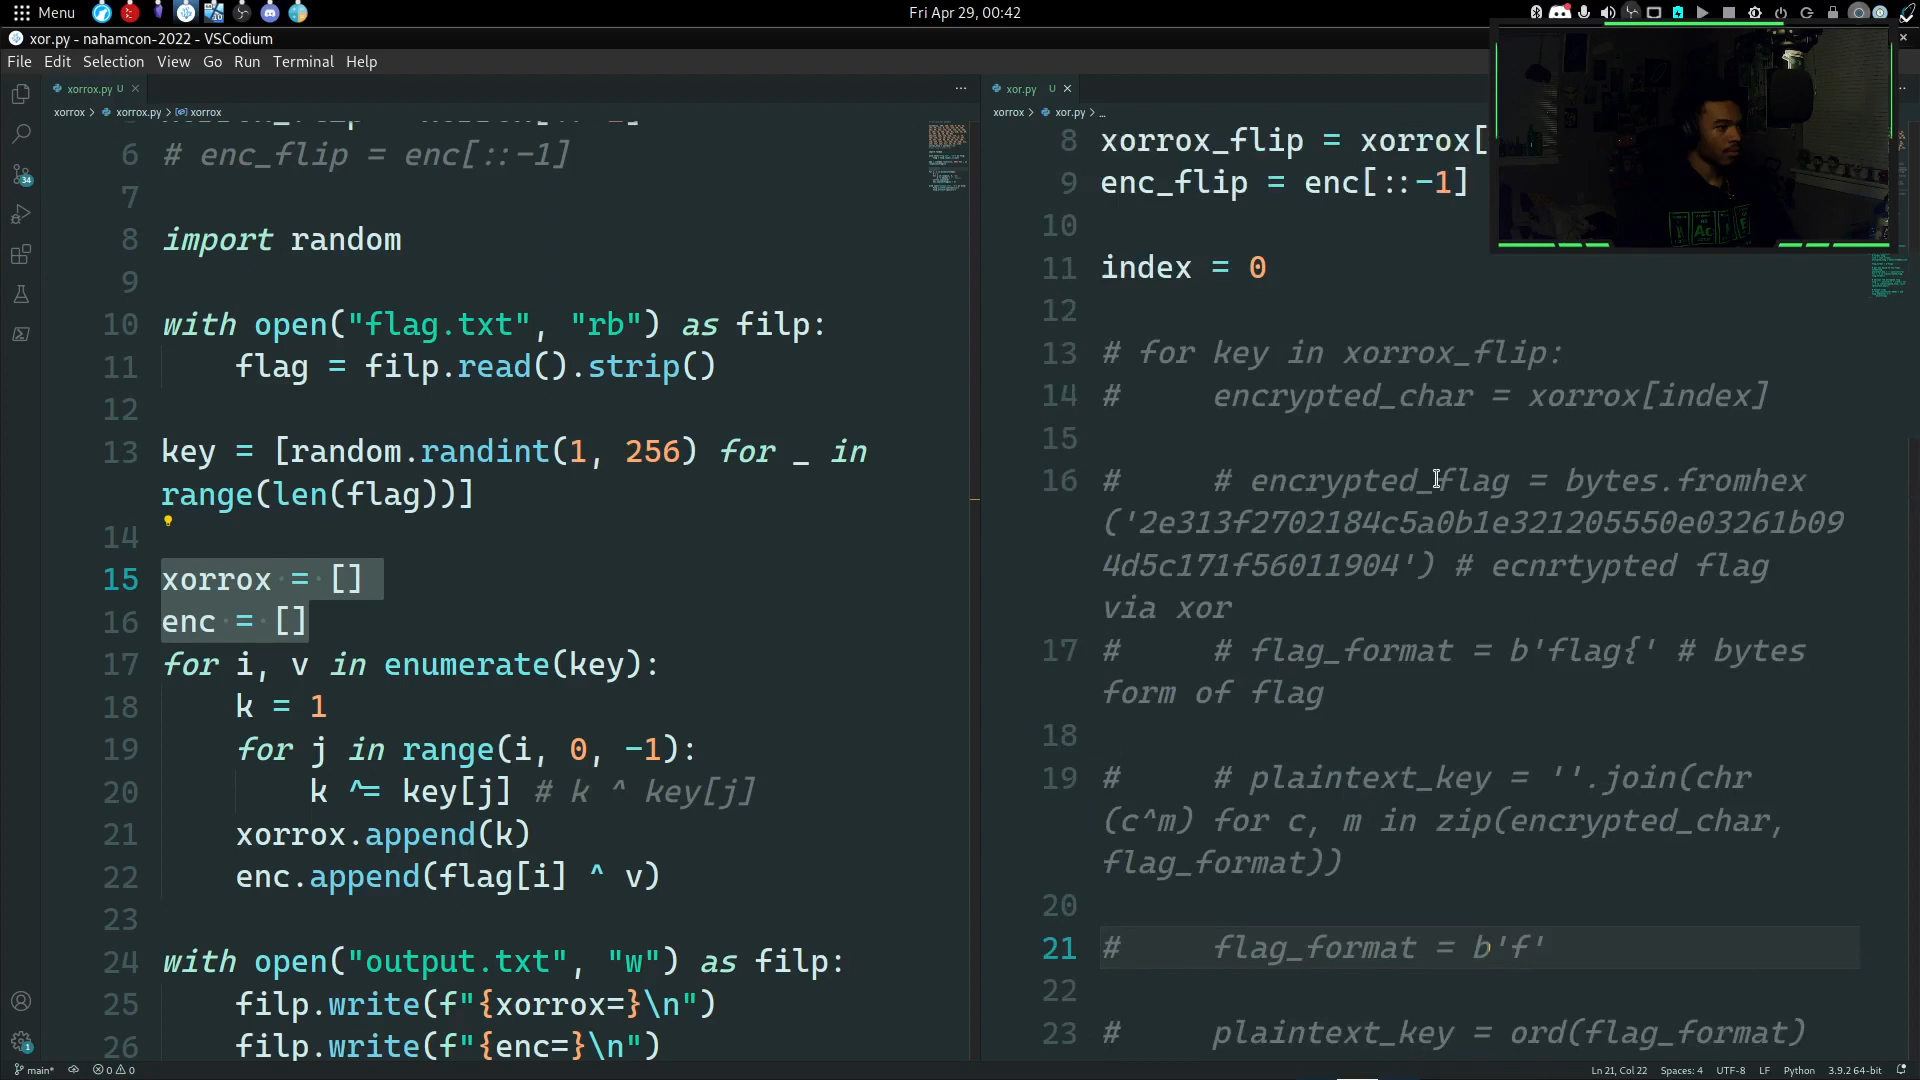 Menu
Fri Apr 29, 00:42
xor.py - nahamcon-2022 - VSCodium
File Edit Selection View Go Run Terminal Help
xorrox.py U
xorrox > xorrox.py > xorrox
6 # enc_flip = enc[::-1]
7
8 import random
9
10 with open("flag.txt", "rb") as filp:
11 flag = filp.read().strip()
12
13 key = [random.randint(1, 256) for _ in
range(len(flag))]
14
15 xorrox = []
16 enc = []
17 for i, v in enumerate(key):
18 k = 1
19 for j in range(i, 0, -1):
20 k ^= key[j] # k ^ key[j]
21 xorrox.append(k)
22 enc.append(flag[i] ^ v)
23
24 with open("output.txt", "w") as filp:
25 filp.write(f"{xorrox=}\n")
26 filp.write(f"{enc=}\n")
xor.py U
xorrox > xor.py > ...
8 xorrox_flip = xorrox[
9 enc_flip = enc[::-1]
10
11 index = 0
12
13 # for key in xorrox_flip:
14 # encrypted_char = xorrox[index]
15
16 # # encrypted_flag = bytes.fromhex
('2e313f2702184c5a0b1e321205550e03261b09
4d5c171f56011904') # ecnrtypted flag
via xor
17 # # flag_format = b'flag{' # bytes
form of flag
18
19 # # plaintext_key = ''.join(chr
(c^m) for c, m in zip(encrypted_char,
flag_format))
20
21 # flag_format = b'f'
22
23 # plaintext_key = ord(flag_format)
34
1
main* 0 0
Ln 21, Col 22 Spaces: 4 UTF-8 LF Python 3.9.2 64-bit